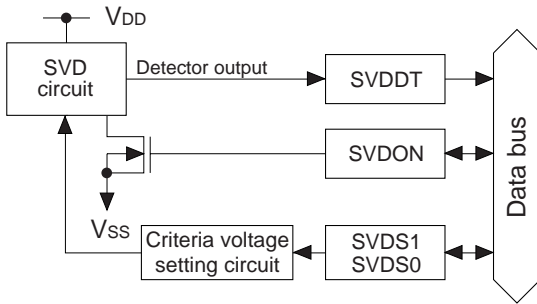 VDD
SVD
circuit
Detector output
SVDDT
SVDON
VSS
Criteria voltage
setting circuit
SVDS1
SVDS0
Data bus